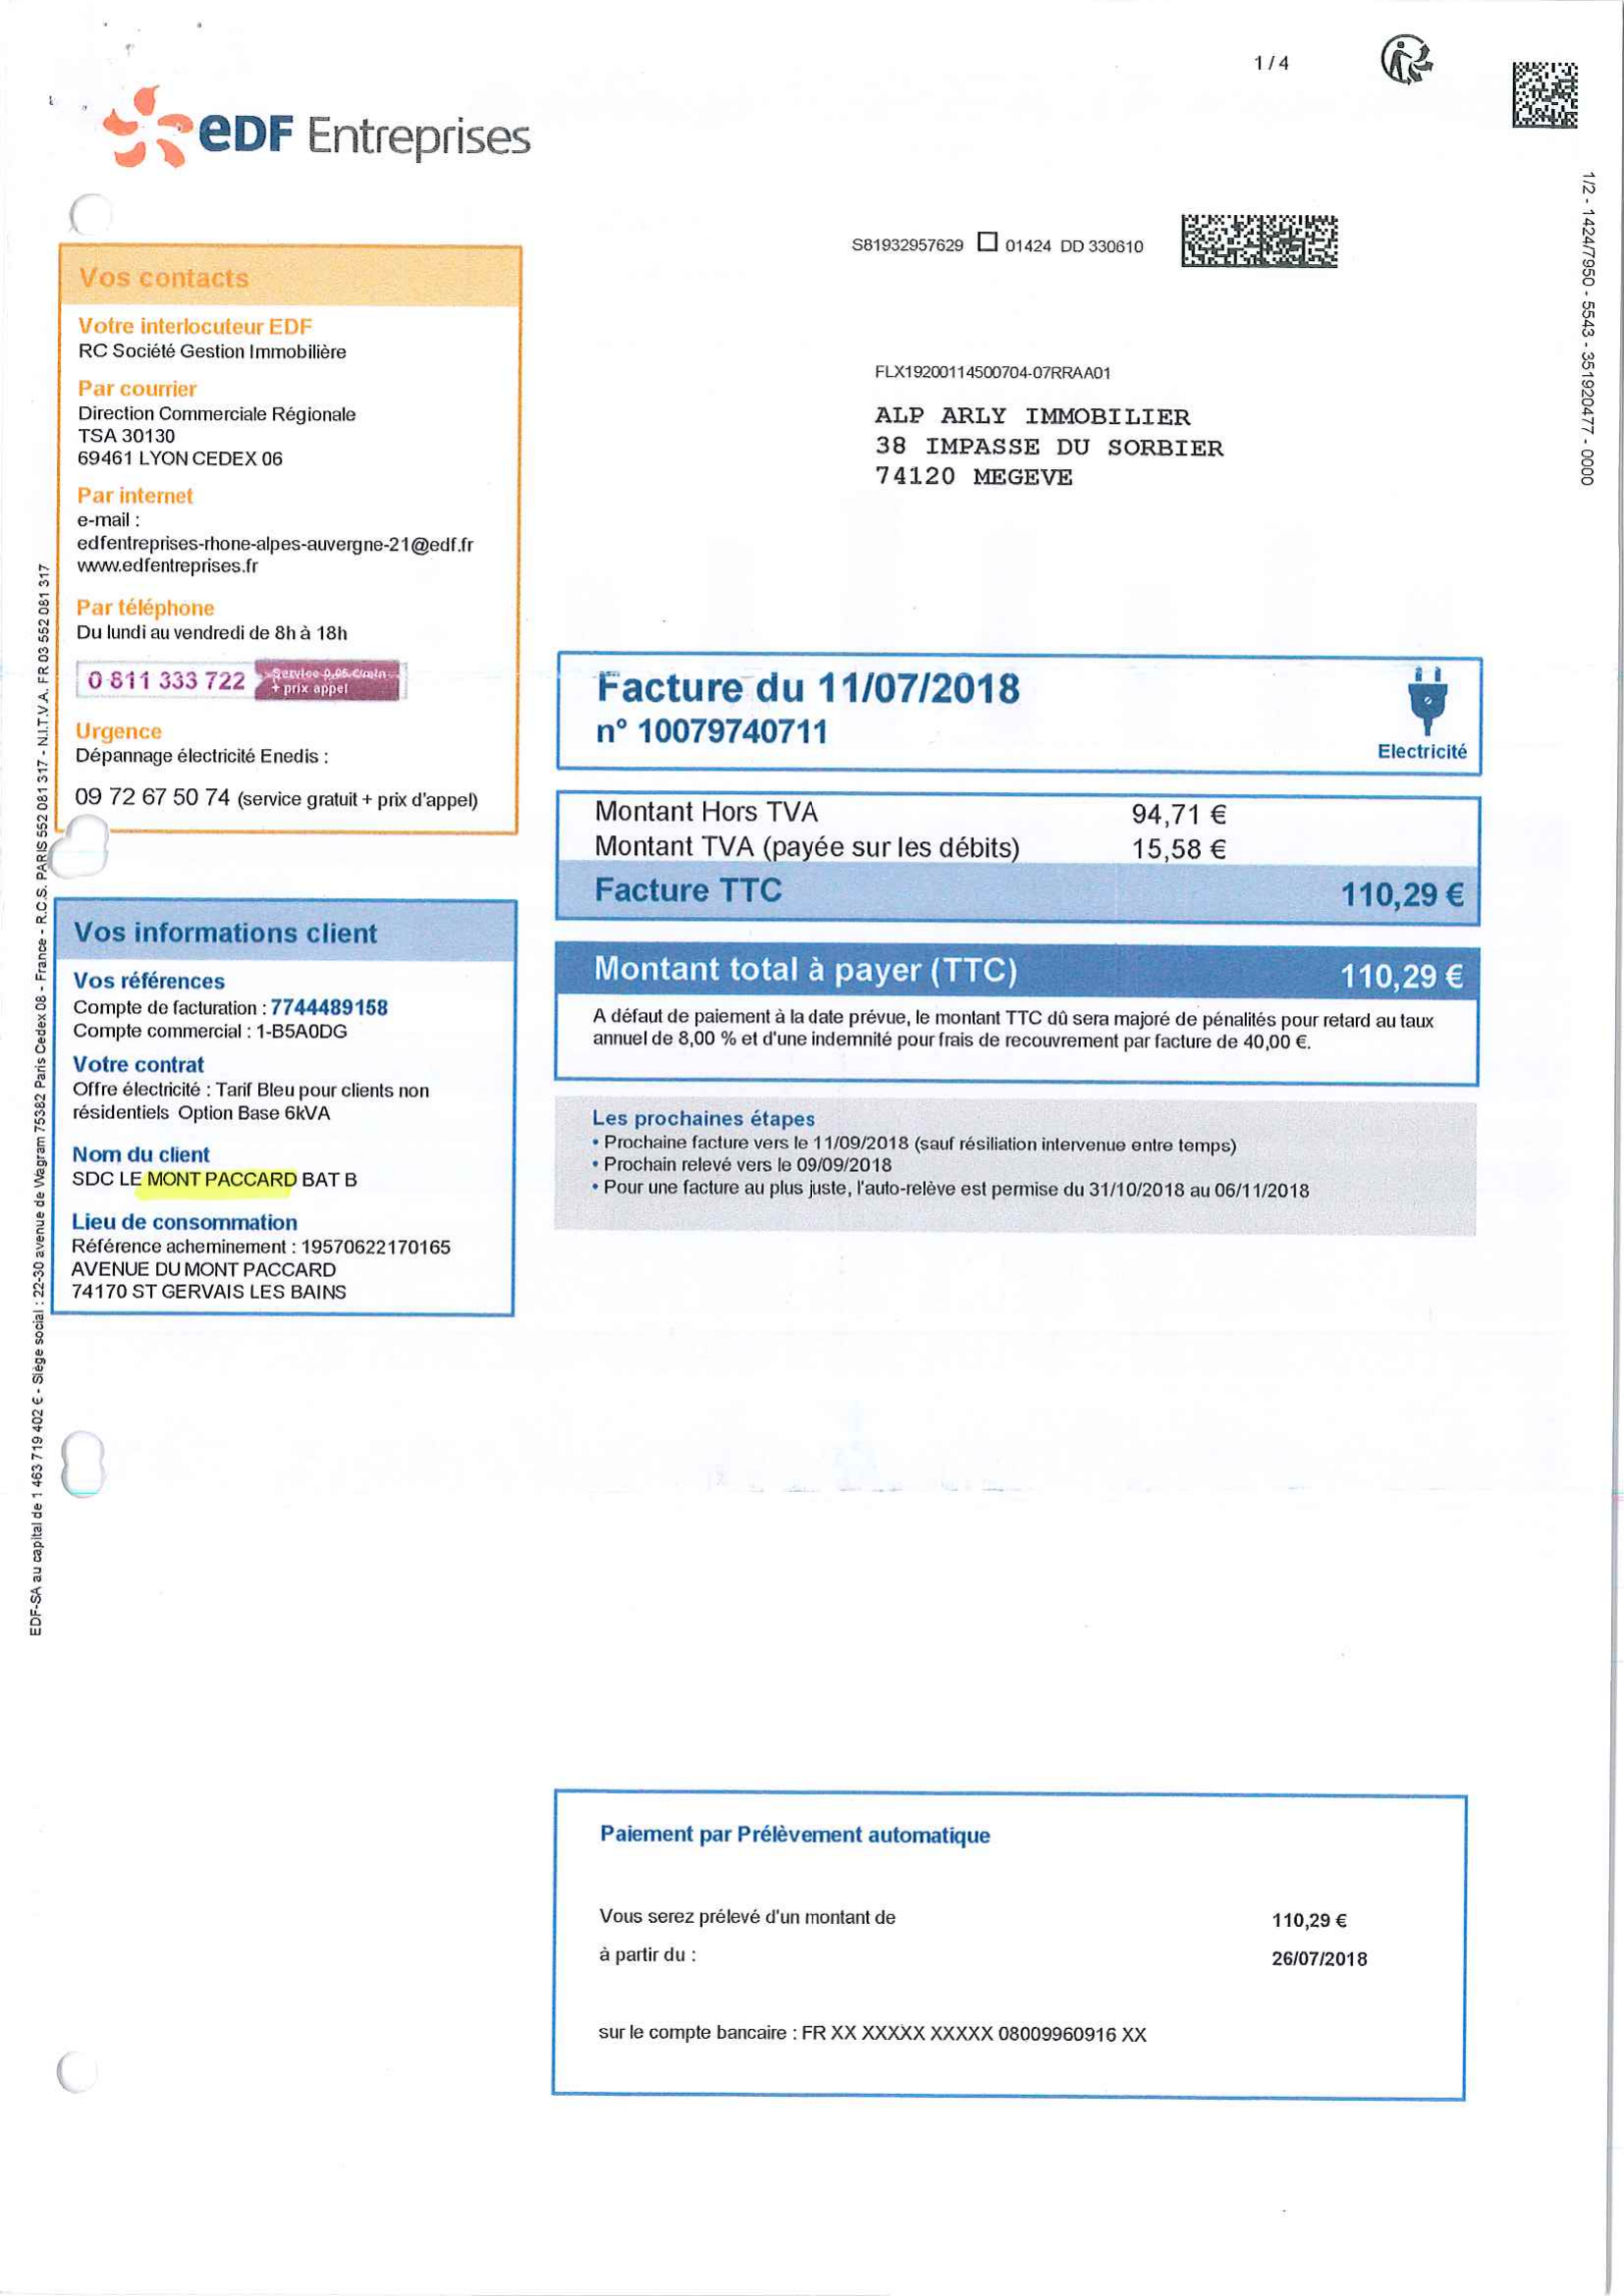 1 / 4
eDF Entreprises
1/2 - 1424/7950 - 5543 - 351920477 - 0000
S81932957629 01424 DD 330610
FLX19200114500704-07RRAA01
ALP ARLY IMMOBILIER
38 IMPASSE DU SORBIER
74120 MEGEVE
Vos contacts
Votre interlocuteur EDF
RC Société Gestion Immobilière
Par courrier
Direction Commerciale Régionale
TSA 30130
69461 LYON CEDEX 06
Par internet
e-mail :
edfentreprises-rhone-alpes-auvergne-21@edf.fr
www.edfentreprises.fr
Par téléphone
Du lundi au vendredi de 8h à 18h
0 811 333 722
Service 0,06 €/min
+ prix appel
Urgence
Dépannage électricité Enedis :
09 72 67 50 74 (service gratuit + prix d'appel)
Vos informations client
Vos références
Compte de facturation : 7744489158
Compte commercial : 1-B5A0DG
Votre contrat
Offre électricité : Tarif Bleu pour clients non
résidentiels Option Base 6kVA
Nom du client
SDC LE MONT PACCARD BAT B
Lieu de consommation
Référence acheminement : 19570622170165
AVENUE DU MONT PACCARD
74170 ST GERVAIS LES BAINS
EDF-SA au capital de 1 463 719 402 € - Siège social : 22-30 avenue de Wagram 75382 Paris Cedex 08 - France - R.C.S. PARIS 552 081 317 - N.I.T.V.A. FR 03 552 081 317
Facture du 11/07/2018
n° 10079740711
Electricité
Montant Hors TVA 94,71 €
Montant TVA (payée sur les débits) 15,58 €
Facture TTC 110,29 €
Montant total à payer (TTC) 110,29 €
A défaut de paiement à la date prévue, le montant TTC dû sera majoré de pénalités pour retard au taux
annuel de 8,00 % et d'une indemnité pour frais de recouvrement par facture de 40,00 €.
Les prochaines étapes
• Prochaine facture vers le 11/09/2018 (sauf résiliation intervenue entre temps)
• Prochain relevé vers le 09/09/2018
• Pour une facture au plus juste, l'auto-relève est permise du 31/10/2018 au 06/11/2018
Paiement par Prélèvement automatique
Vous serez prélevé d'un montant de 110,29 €
à partir du : 26/07/2018
sur le compte bancaire : FR XX XXXXX XXXXX 08009960916 XX